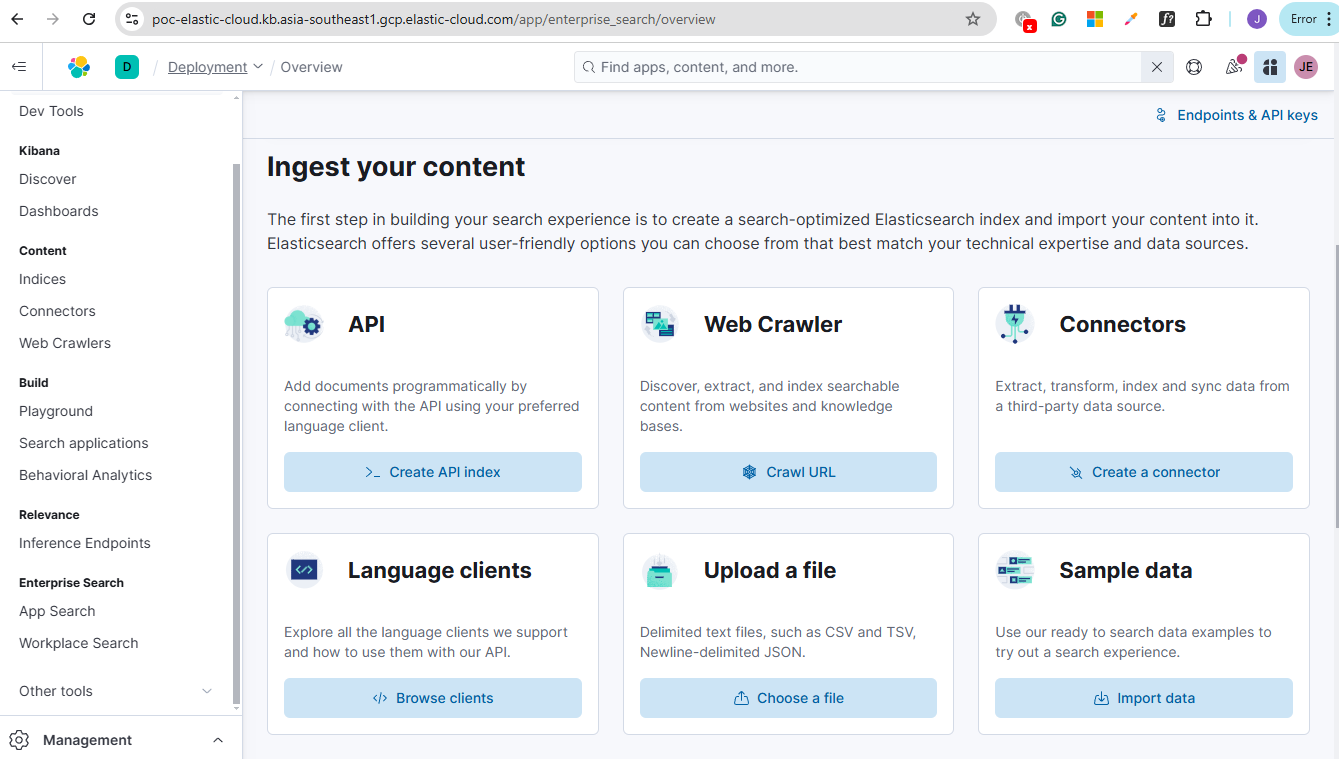 poc-elastic-cloud.kb.asia-southeast1.gcp.elastic-cloud.com/app/enterprise_search/overview
J
Error
D / Deployment / Overview
Find apps, content, and more.
JE
Dev Tools
Kibana
Discover
Dashboards
Content
Indices
Connectors
Web Crawlers
Build
Playground
Search applications
Behavioral Analytics
Relevance
Inference Endpoints
Enterprise Search
App Search
Workplace Search
Other tools
Management
Endpoints & API keys
Ingest your content
The first step in building your search experience is to create a search-optimized Elasticsearch index and import your content into it.
Elasticsearch offers several user-friendly options you can choose from that best match your technical expertise and data sources.
API
Add documents programmatically by
connecting with the API using your preferred
language client.
Create API index
Web Crawler
Discover, extract, and index searchable
content from websites and knowledge
bases.
Crawl URL
Connectors
Extract, transform, index and sync data from
a third-party data source.
Create a connector
Language clients
Explore all the language clients we support
and how to use them with our API.
Browse clients
Upload a file
Delimited text files, such as CSV and TSV,
Newline-delimited JSON.
Choose a file
Sample data
Use our ready to search data examples to
try out a search experience.
Import data